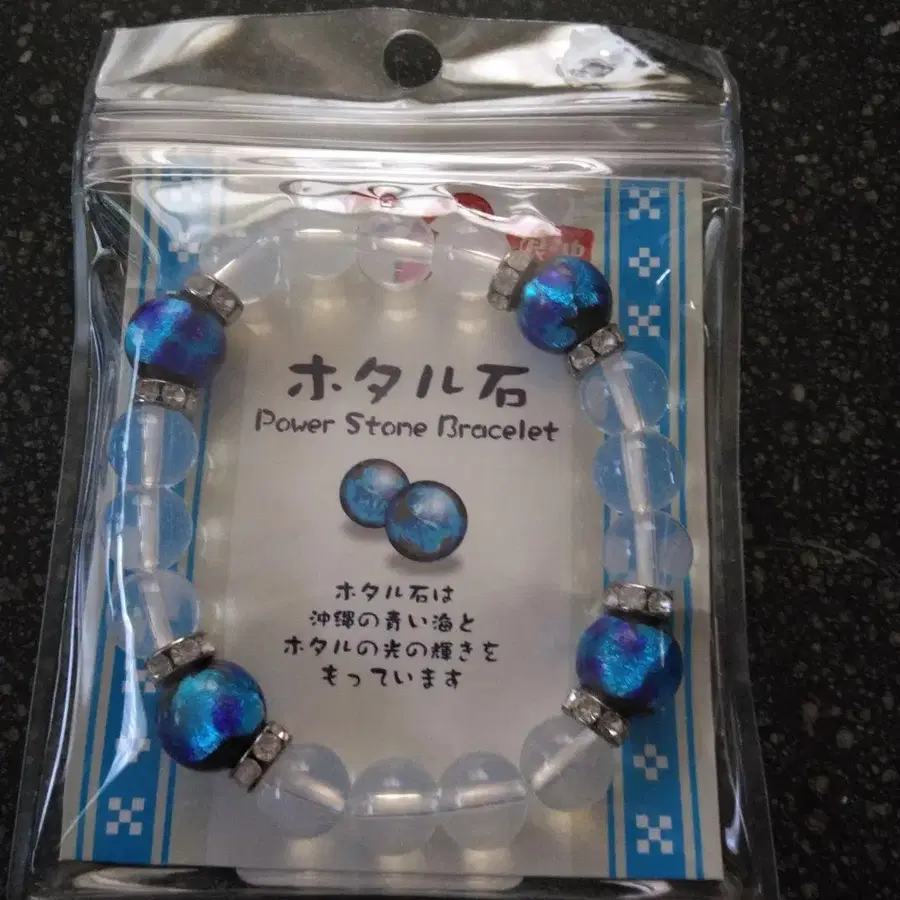 ホタル石
Power Stone Bracelet
ホタル石は
沖縄の青い海と
ホタルの光の輝きを
もっています